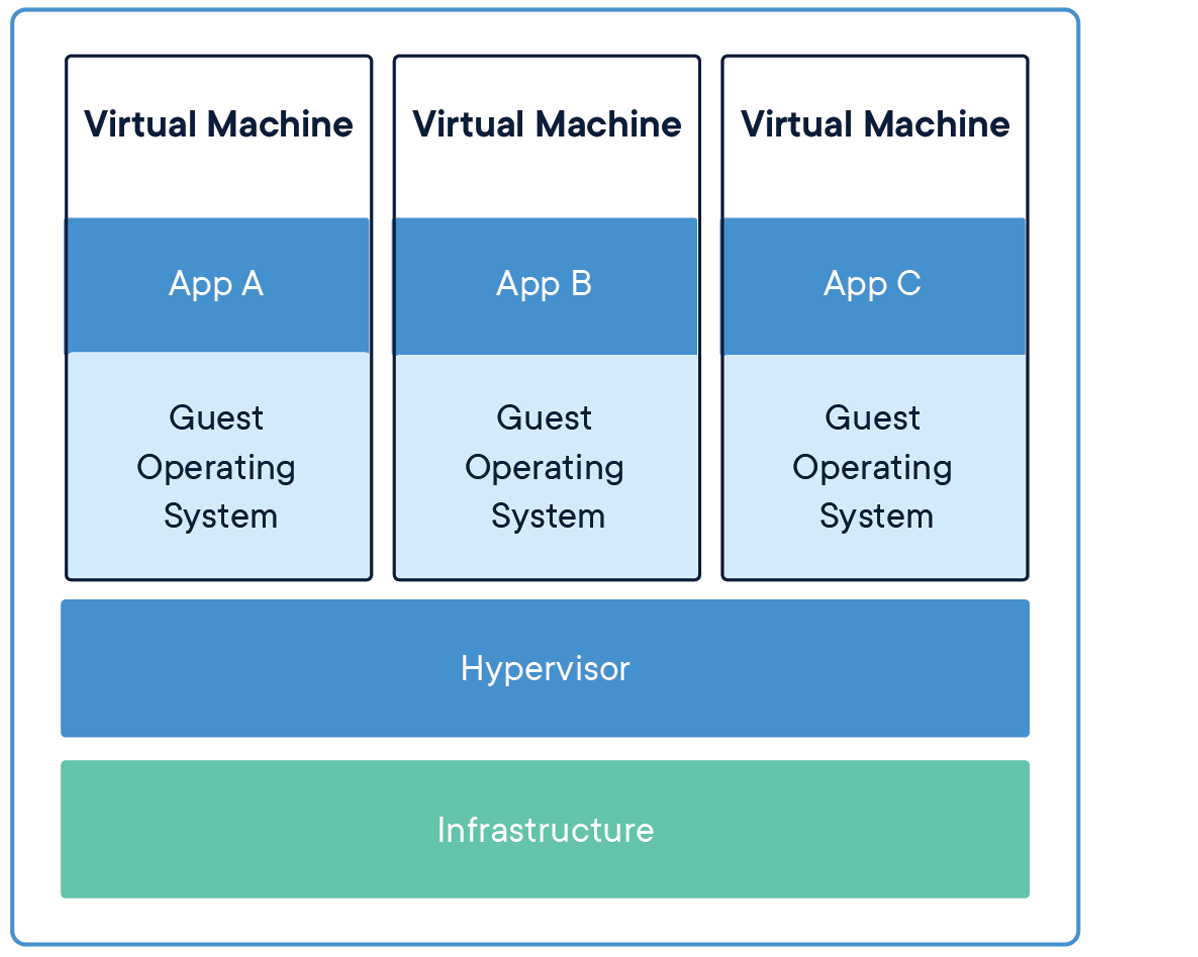 Virtual Machine
Virtual Machine
Virtual Machine
App A
App B
App C
Guest
Operating
System
Guest
Operating
System
Guest
Operating
System
Hypervisor
Infrastructure